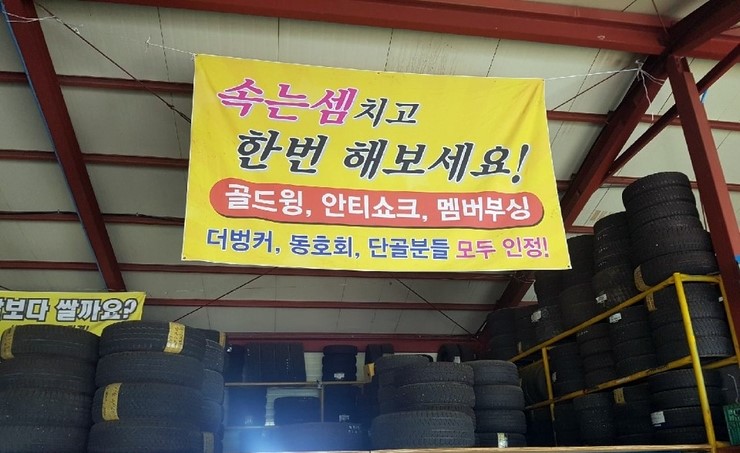 속는셈치고
한번 해보세요!
골드윙, 안티쇼크, 멤버부싱
더벙커, 동호회, 단골분들 모두 인정!
보다 쌀까요?